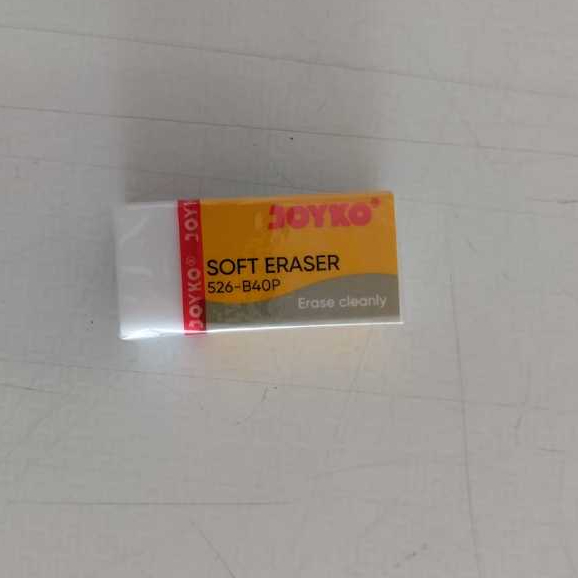 JOYKO®
SOFT ERASER
526-B40P
Erase cleanly
JOYKO®